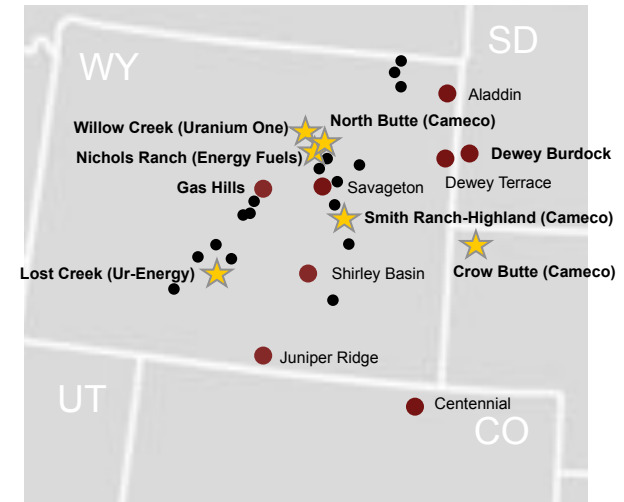 SD
WY
Aladdin
North Butte (Cameco)
Willow Creek (Uranium One)
Nichols Ranch (Energy Fuels)
Dewey Burdock
Dewey Terrace
Gas Hills
Savageton
Smith Ranch-Highland (Cameco)
Lost Creek (Ur-Energy)
Shirley Basin
Crow Butte (Cameco)
Juniper Ridge
UT
Centennial
CO